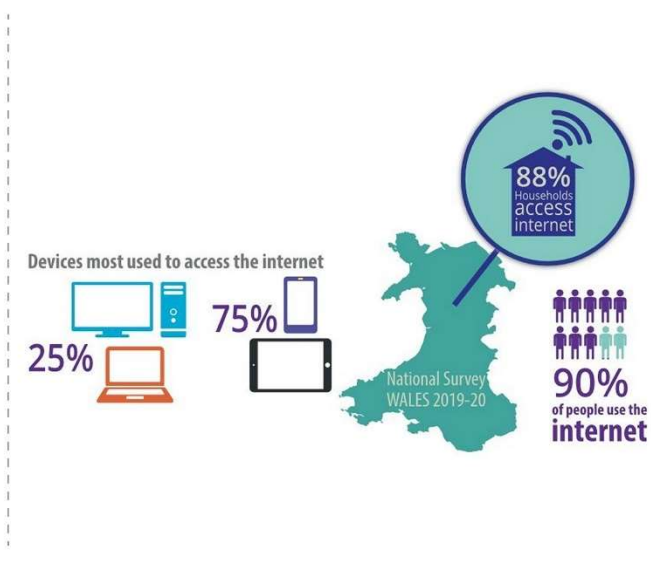 88%
Households
access
internet
Devices most used to access the internet
75%
25%
National Survey
WALES 2019-20
90%
of people use the
internet